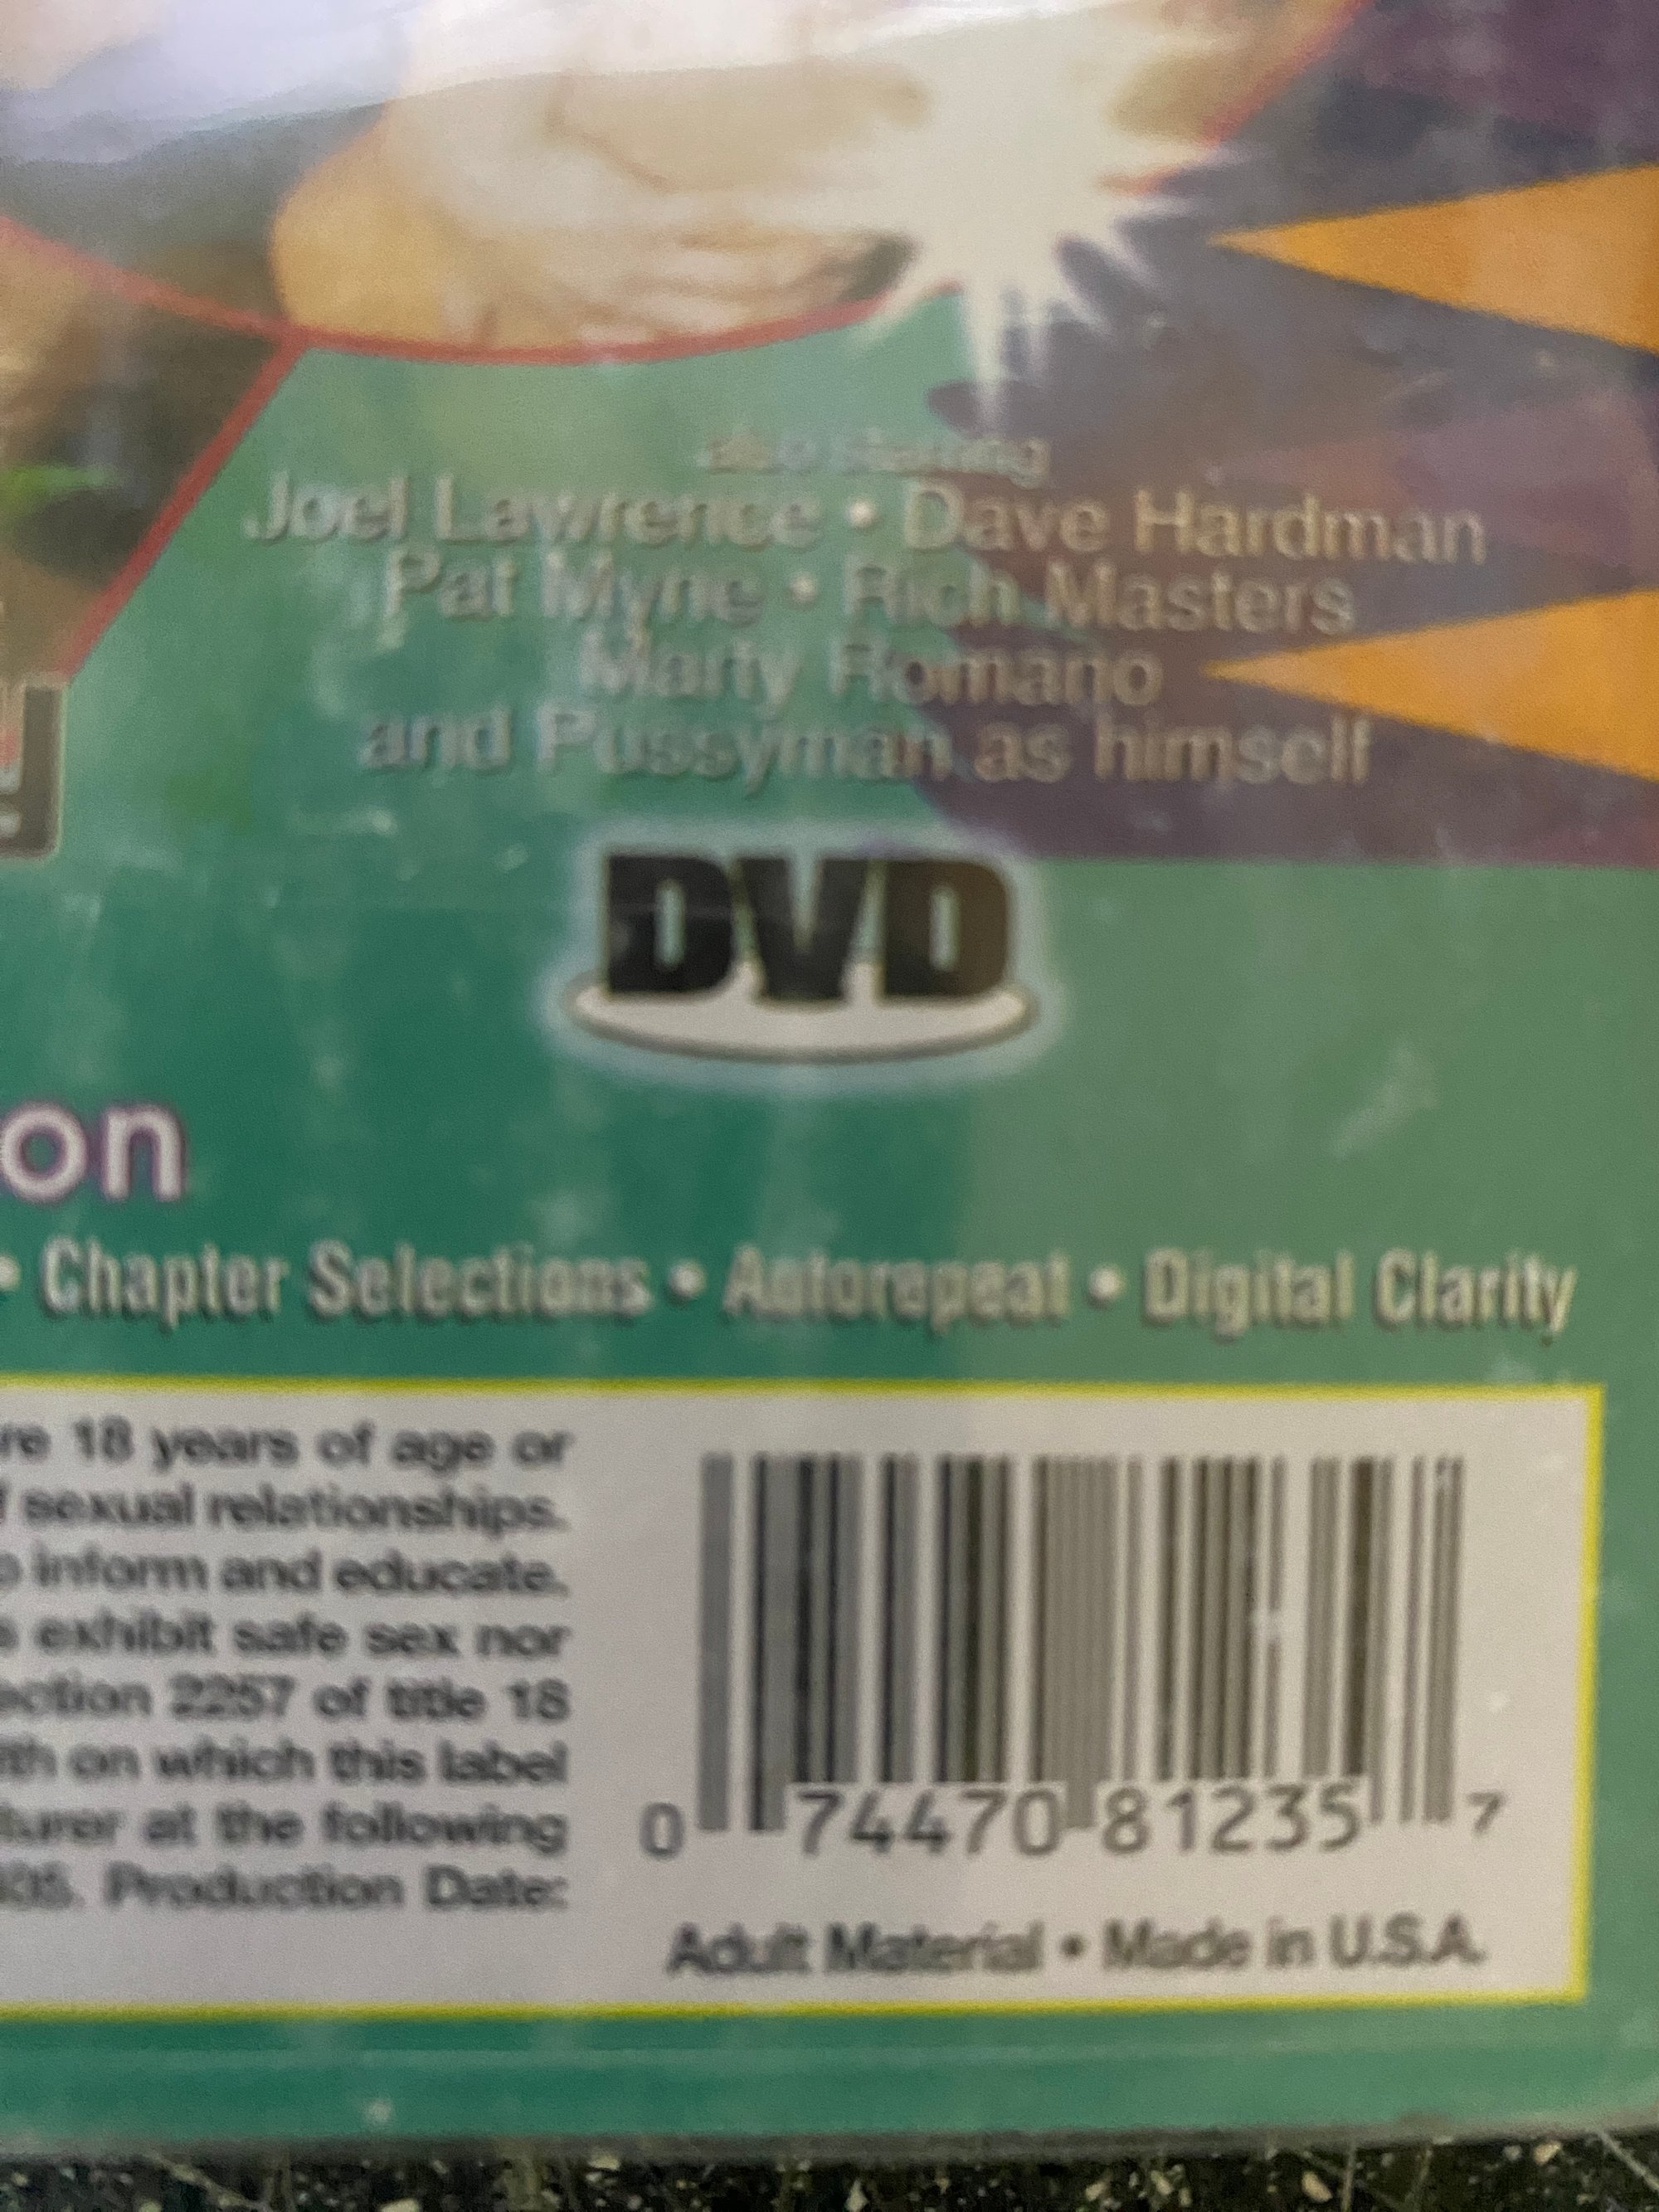 also starring
Joel Lawrence • Dave Hardman
Pat Myne • Rich Masters
Marty Romano
and Pussyman as himself
DVD
on
• Chapter Selections • Autorepeat • Digital Clarity
re 18 years of age or
f sexual relationships.
o inform and educate.
s exhibit safe sex nor
ection 2257 of title 18
th on which this label
turer at the following
Production Date:
0 74470 81235 7
Adult Material • Made in U.S.A.